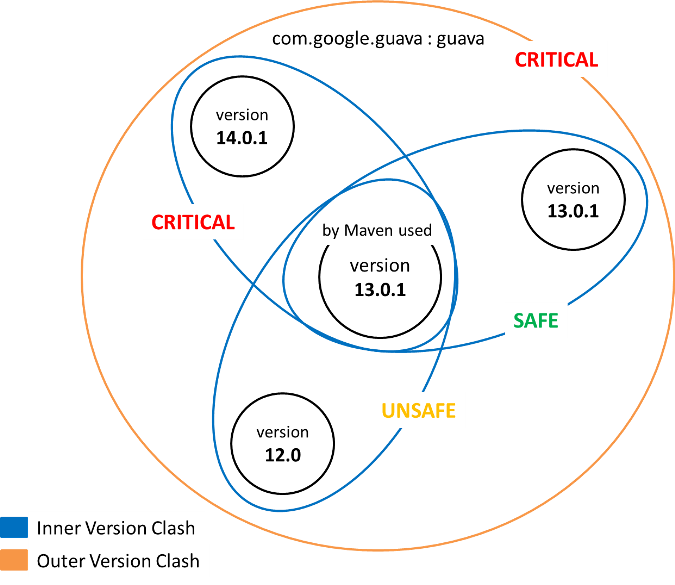 com.google.guava : guava
CRITICAL
version
14.0.1
version
13.0.1
CRITICAL
by Maven used
version
13.0.1
SAFE
UNSAFE
version
12.0
Inner Version Clash
Outer Version Clash